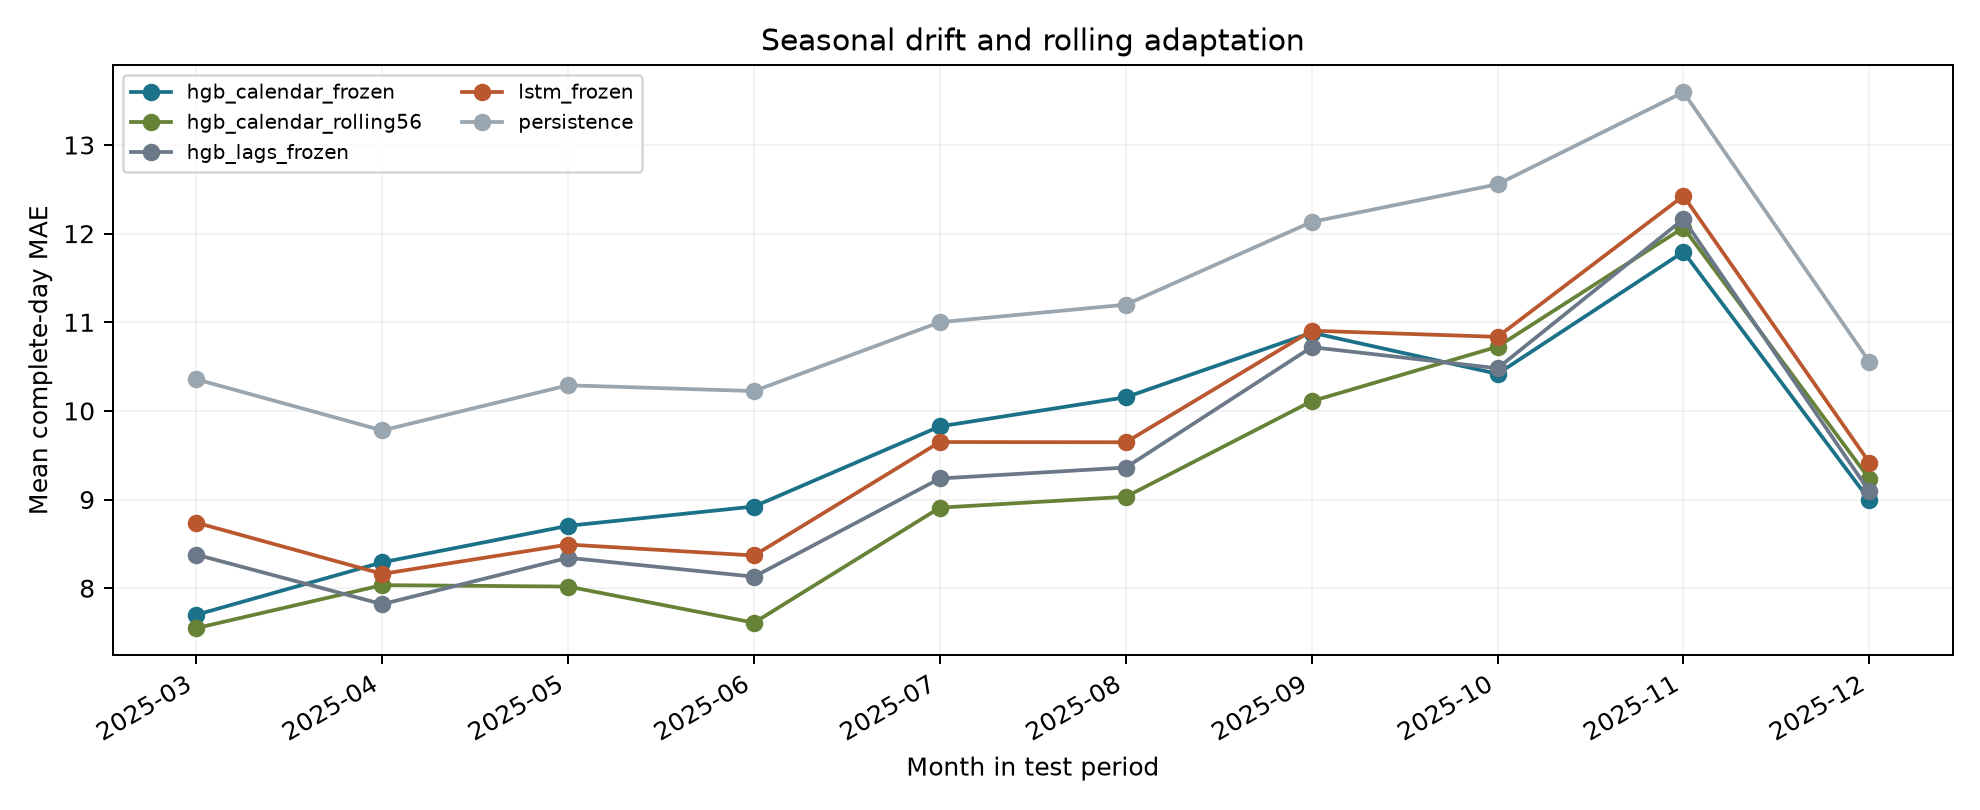 Seasonal drift and rolling adaptation
hgb_calendar_frozen
hgb_calendar_rolling56
hgb_lags_frozen
lstm_frozen
persistence
Mean complete-day MAE
13
12
11
10
9
8
2025-03
2025-04
2025-05
2025-06
2025-07
2025-08
2025-09
2025-10
2025-11
2025-12
Month in test period